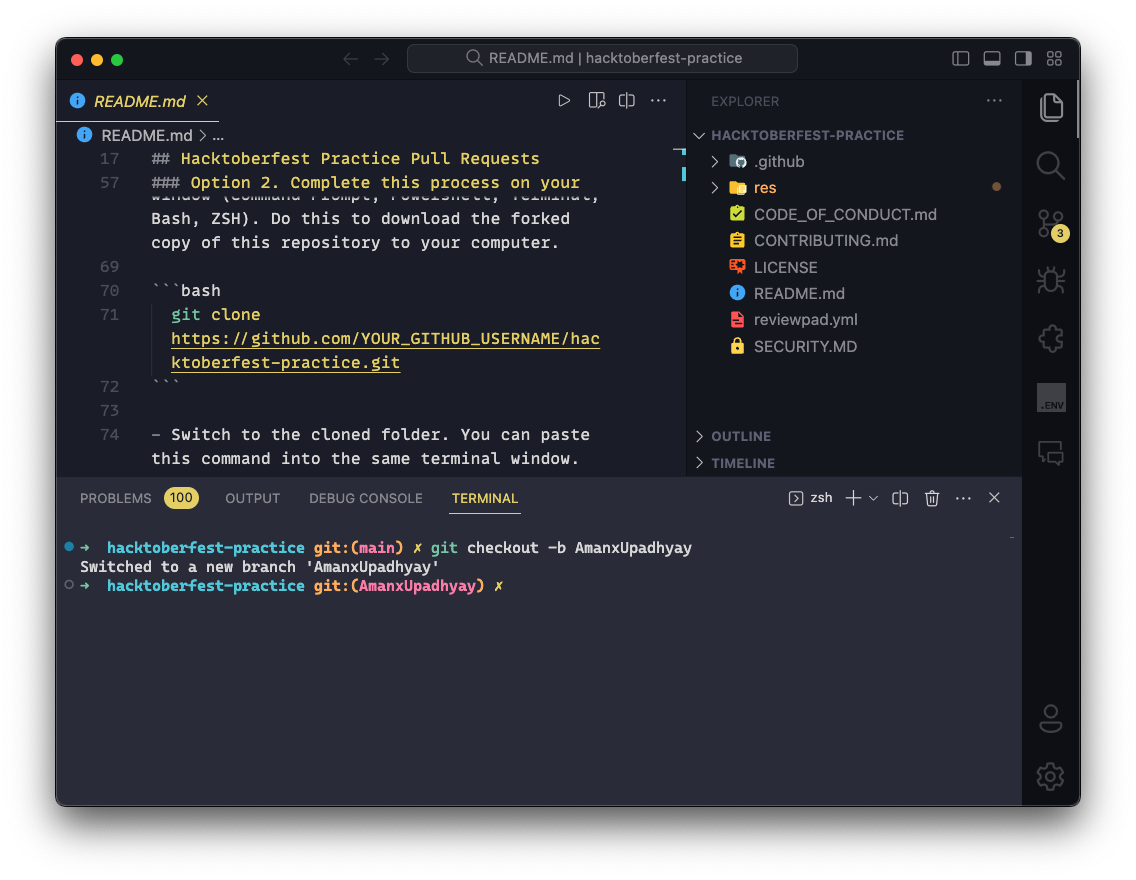 README.md | hacktoberfest-practice
README.md
README.md > ...
17 ## Hacktoberfest Practice Pull Requests
57 ### Option 2. Complete this process on your
window (Command Prompt, Powershell, Terminal,
Bash, ZSH). Do this to download the forked
copy of this repository to your computer.
69
70 ```bash
71 git clone
https://github.com/YOUR_GITHUB_USERNAME/hac
ktoberfest-practice.git
72 ```
73
74 - Switch to the cloned folder. You can paste
this command into the same terminal window.
EXPLORER
HACKTOBERFEST-PRACTICE
.github
res
CODE_OF_CONDUCT.md
CONTRIBUTING.md
LICENSE
README.md
reviewpad.yml
SECURITY.MD
OUTLINE
TIMELINE
3
.ENV
PROBLEMS 100 OUTPUT DEBUG CONSOLE TERMINAL
zsh
➜ hacktoberfest-practice git:(main) ✗ git checkout -b AmanxUpadhyay
Switched to a new branch 'AmanxUpadhyay'
➜ hacktoberfest-practice git:(AmanxUpadhyay) ✗